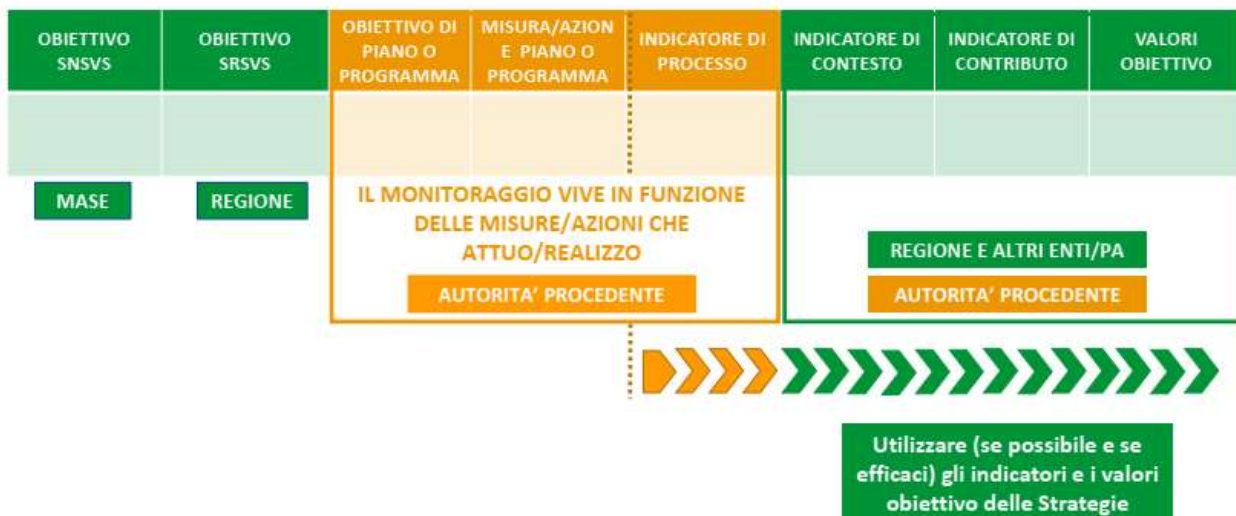 OBIETTIVO
SNSVS
OBIETTIVO
SRSVS
OBIETTIVO DI
PIANO O
PROGRAMMA
MISURA/AZION
E PIANO O
PROGRAMMA
INDICATORE DI
PROCESSO
INDICATORE DI
CONTESTO
INDICATORE DI
CONTRIBUTO
VALORI
OBIETTIVO
MASE
REGIONE
IL MONITORAGGIO VIVE IN FUNZIONE
DELLE MISURE/AZIONI CHE
ATTUO/REALIZZO
AUTORITA’ PROCEDENTE
REGIONE E ALTRI ENTI/PA
AUTORITA’ PROCEDENTE
Utilizzare (se possibile e se
efficaci) gli indicatori e i valori
obiettivo delle Strategie